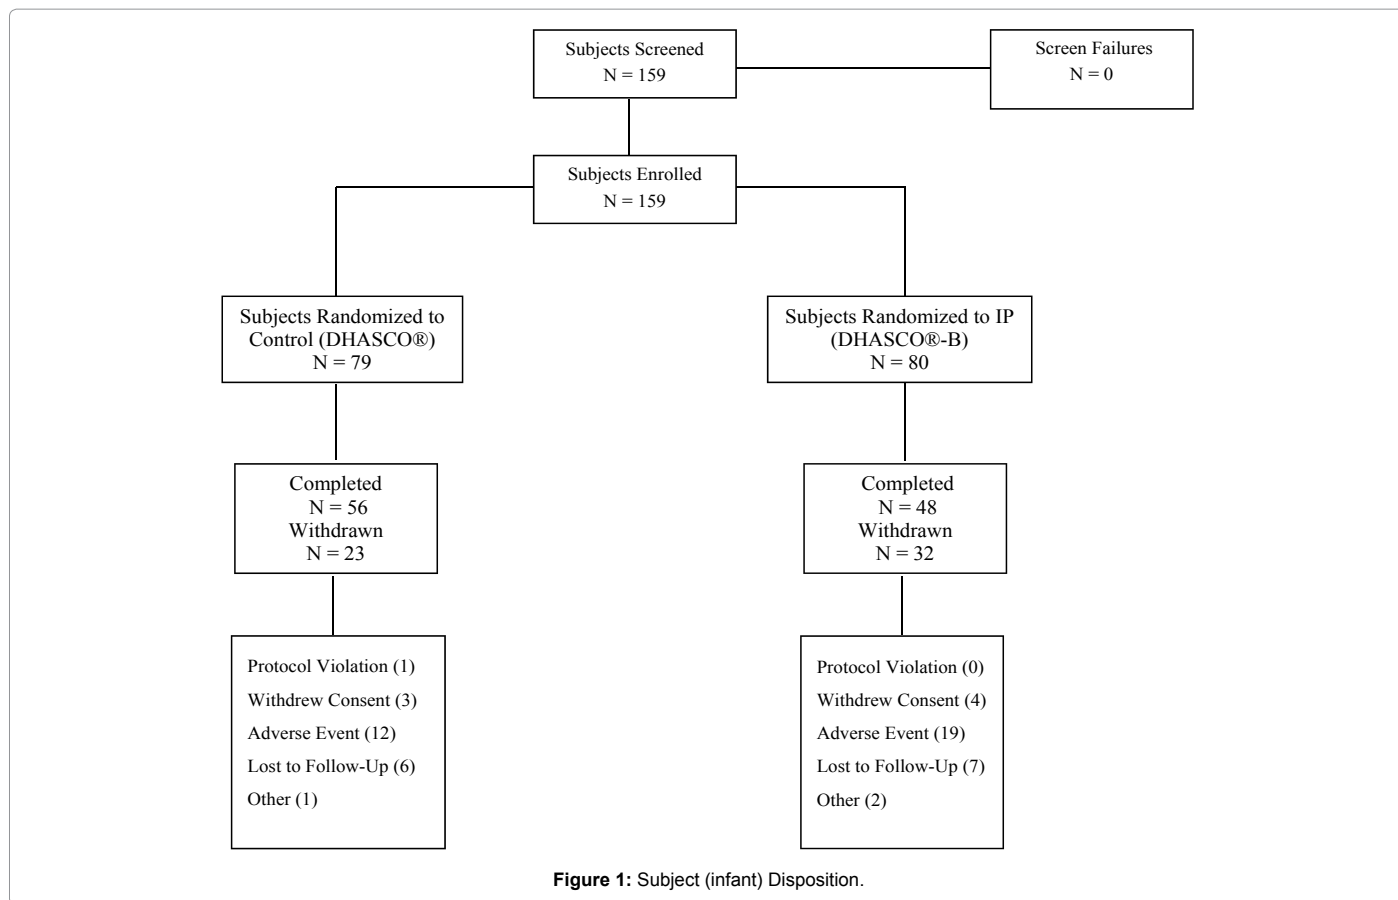 Subjects Screened
N = 159
Screen Failures
N = 0
Subjects Enrolled
N = 159
Subjects Randomized to
Control (DHASCO®)
N = 79
Subjects Randomized to IP
(DHASCO®-B)
N = 80
Completed
N = 56
Withdrawn
N = 23
Completed
N = 48
Withdrawn
N = 32
Protocol Violation (1)
Withdrew Consent (3)
Adverse Event (12)
Lost to Follow-Up (6)
Other (1)
Protocol Violation (0)
Withdrew Consent (4)
Adverse Event (19)
Lost to Follow-Up (7)
Other (2)
Figure 1: Subject (infant) Disposition.